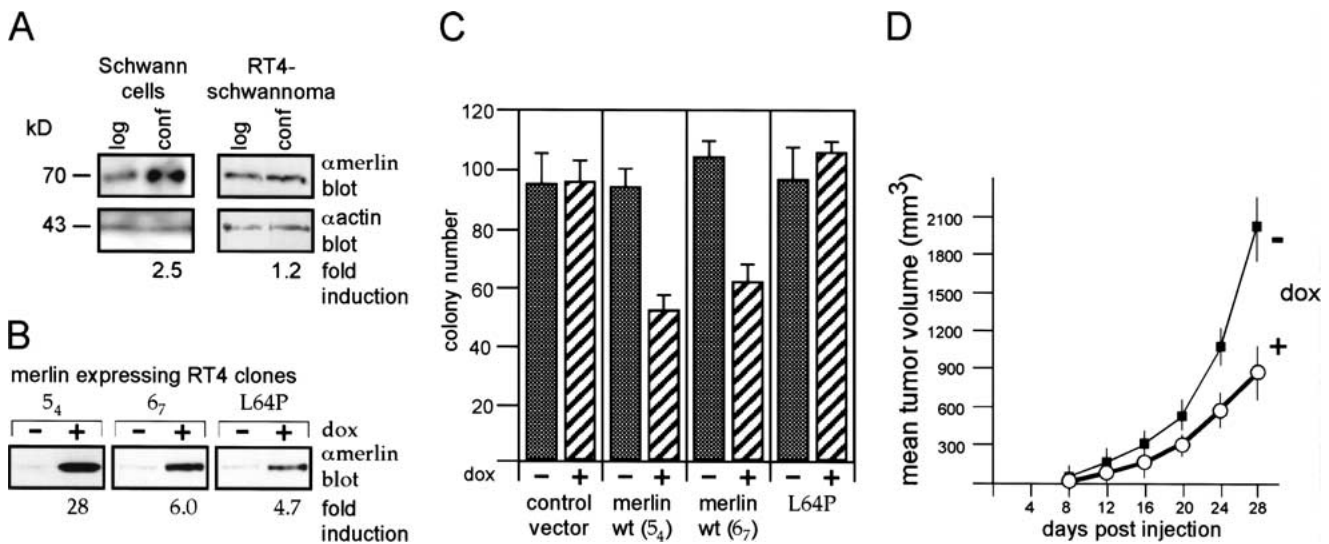 A
Schwann cells
RT4-schwannoma
kD
log
conf
log
conf
70
αmerlin blot
43
αactin blot
2.5
1.2
fold induction
B
merlin expressing RT4 clones
5₄
6₇
L64P
− + − + − + dox
αmerlin blot
28
6.0
4.7
fold induction
C
colony number
120
100
80
60
40
20
dox − + − + − + − +
control vector
merlin wt (5₄)
merlin wt (6₇)
L64P
D
mean tumor volume (mm³)
2100
1800
1500
1200
900
600
300
−
dox
+
4 8 12 16 20 24 28
days post injection